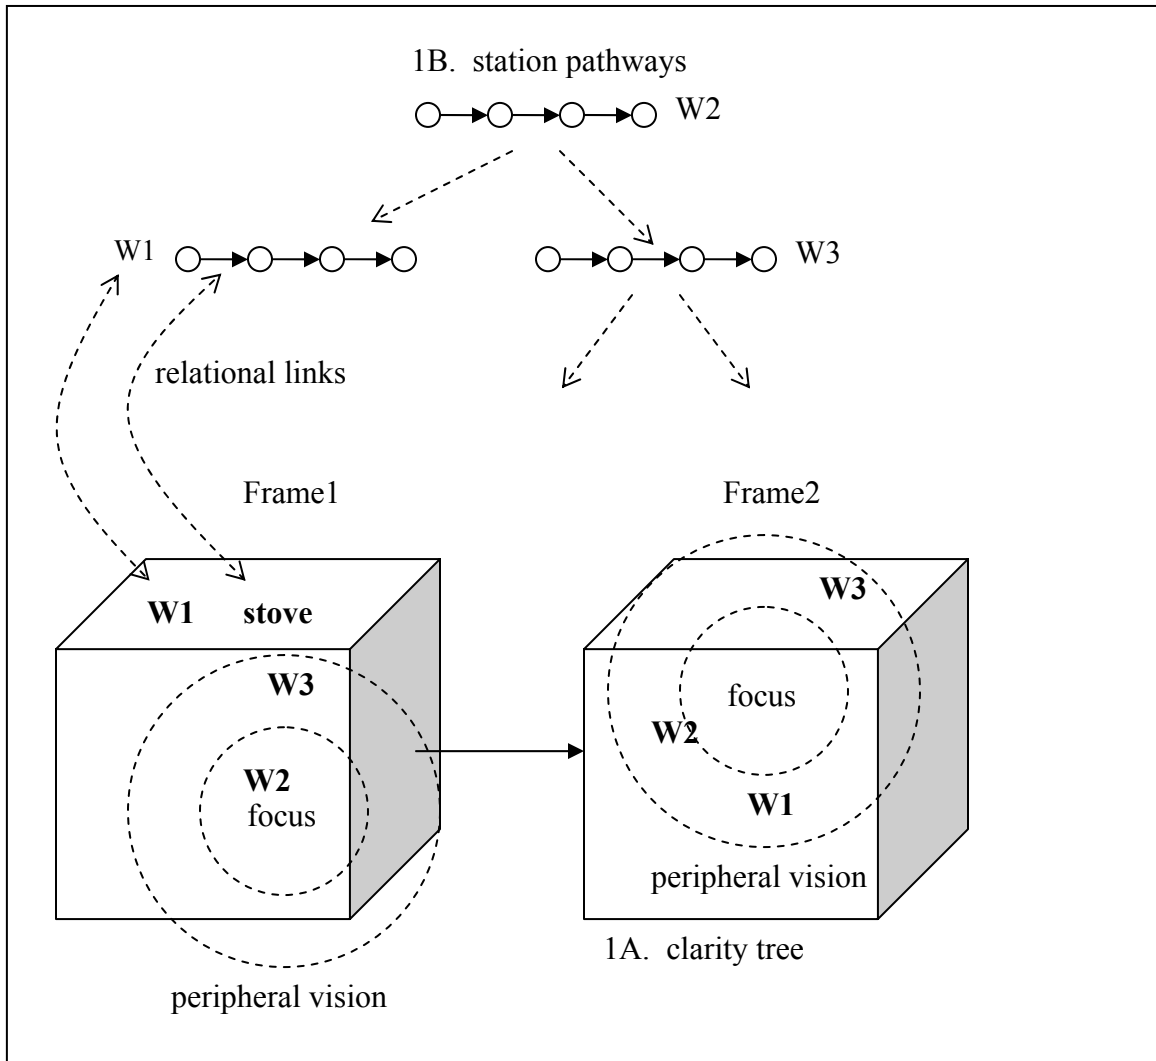 1B. station pathways
W2
W1
W3
relational links
Frame1
Frame2
W1 stove
W3
W3
focus
W2
W2
focus
W1
peripheral vision
1A. clarity tree
peripheral vision